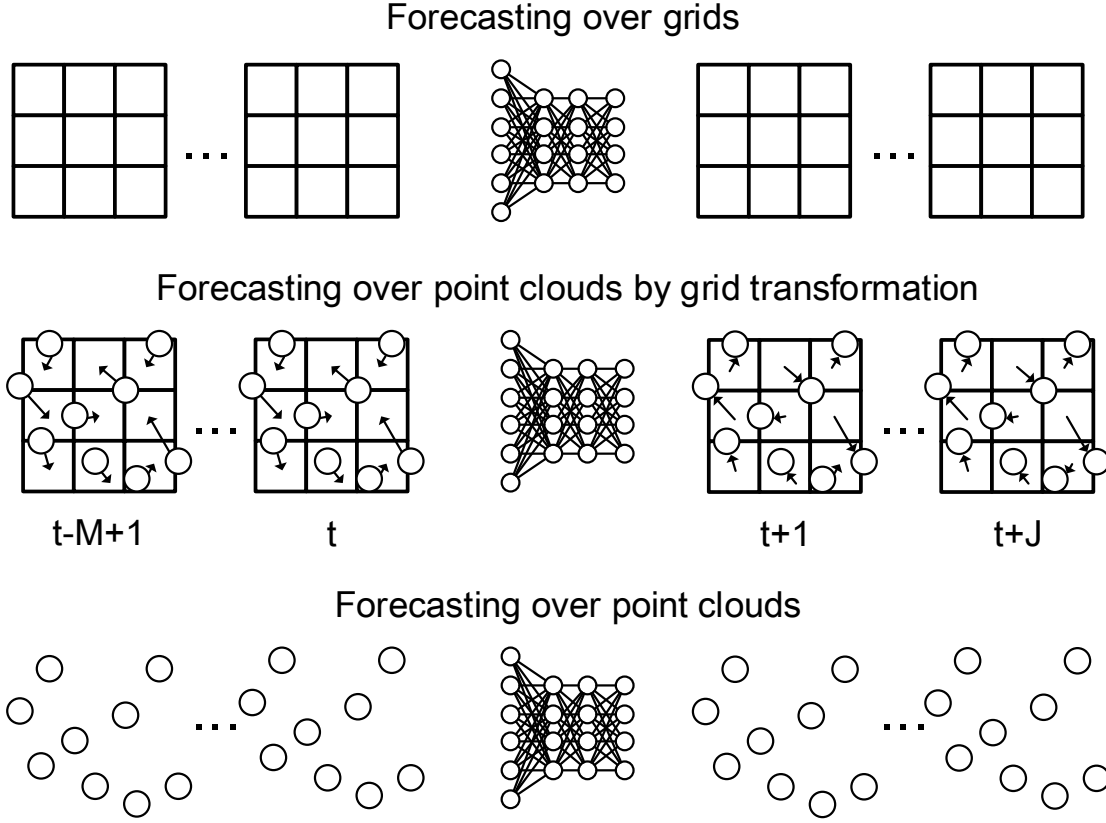 Forecasting over grids
...
...
Forecasting over point clouds by grid transformation
...
...
t-M+1
t
t+1
t+J
Forecasting over point clouds
...
...